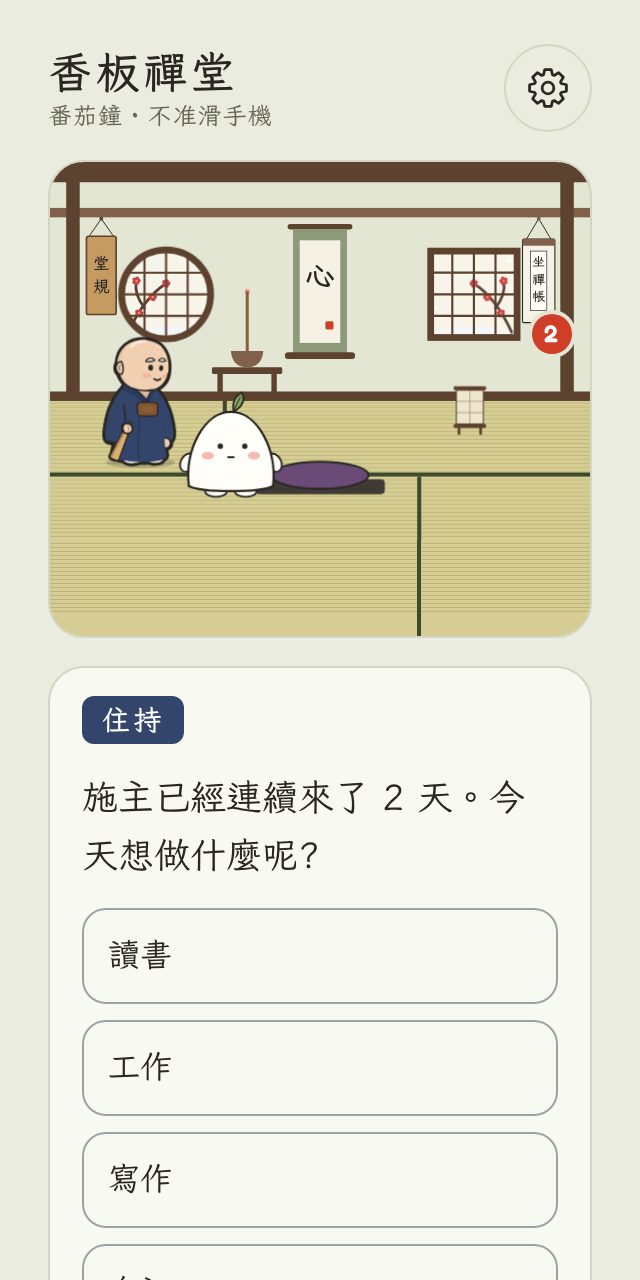 香板禪堂
番茄鐘・不准滑手機
堂規
心
坐禪帳
2
住持
施主已經連續來了 2 天。今
天想做什麼呢?
讀書
工作
寫作